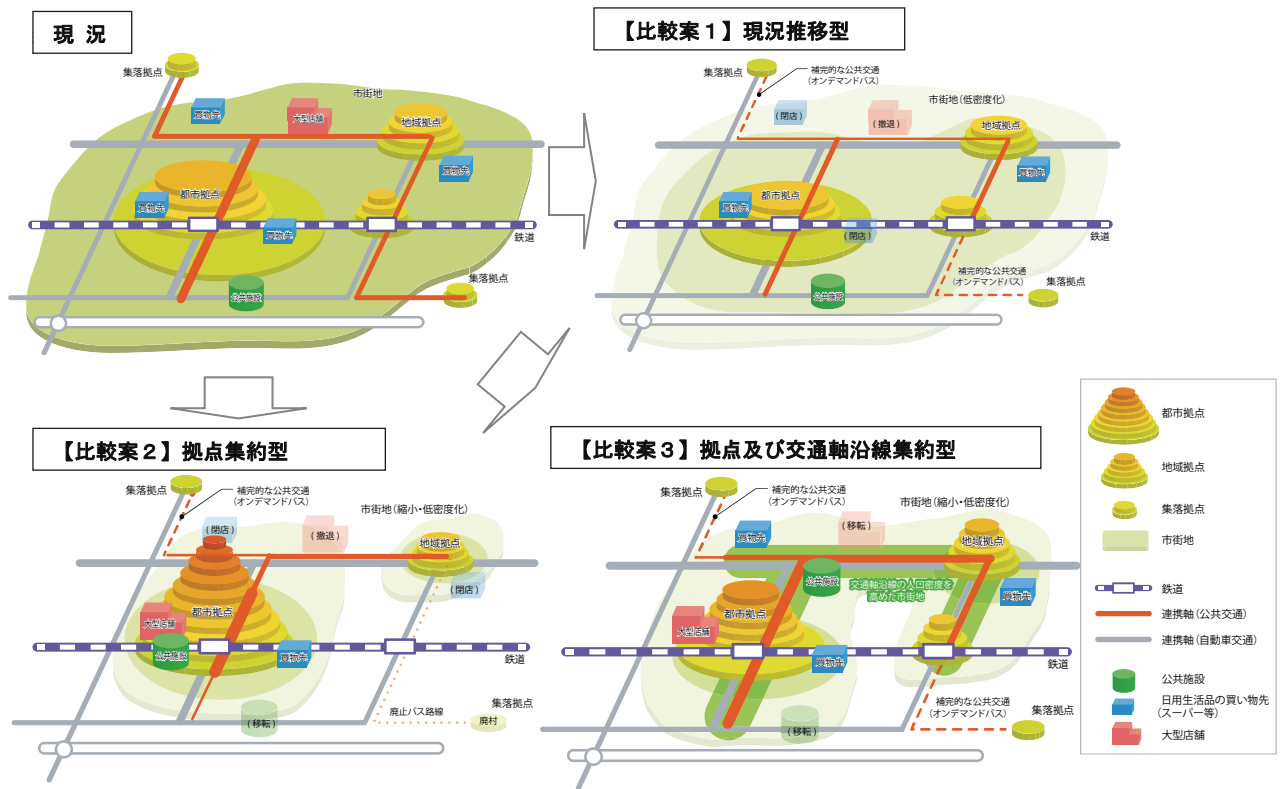 現 況
集落拠点
市街地
買物先
大型店舗
地域拠点
買物先
都市拠点
買物先
買物先
鉄道
公共施設
集落拠点
【比較案1】現況推移型
集落拠点
補完的な公共交通
(オンデマンドバス)
市街地(低密度化)
(閉店)
(撤退)
地域拠点
買物先
都市拠点
買物先
(閉店)
鉄道
補完的な公共交通
(オンデマンドバス)
集落拠点
公共施設
【比較案2】拠点集約型
集落拠点
補完的な公共交通
(オンデマンドバス)
市街地(縮小・低密度化)
(閉店)
(撤退)
地域拠点
(閉店)
都市拠点
大型店舗
公共施設
買物先
鉄道
集落拠点
廃止バス路線
廃村
(移転)
【比較案3】拠点及び交通軸沿線集約型
集落拠点
補完的な公共交通
(オンデマンドバス)
市街地(縮小・低密度化)
(移転)
買物先
地域拠点
公共施設
交通軸沿線の人口密度を
高めた市街地
買物先
都市拠点
大型店舗
買物先
鉄道
補完的な公共交通
(オンデマンドバス)
集落拠点
(移転)
都市拠点
地域拠点
集落拠点
市街地
鉄道
連携軸(公共交通)
連携軸(自動車交通)
公共施設
日用生活品の買い物先
(スーパー等)
大型店舗